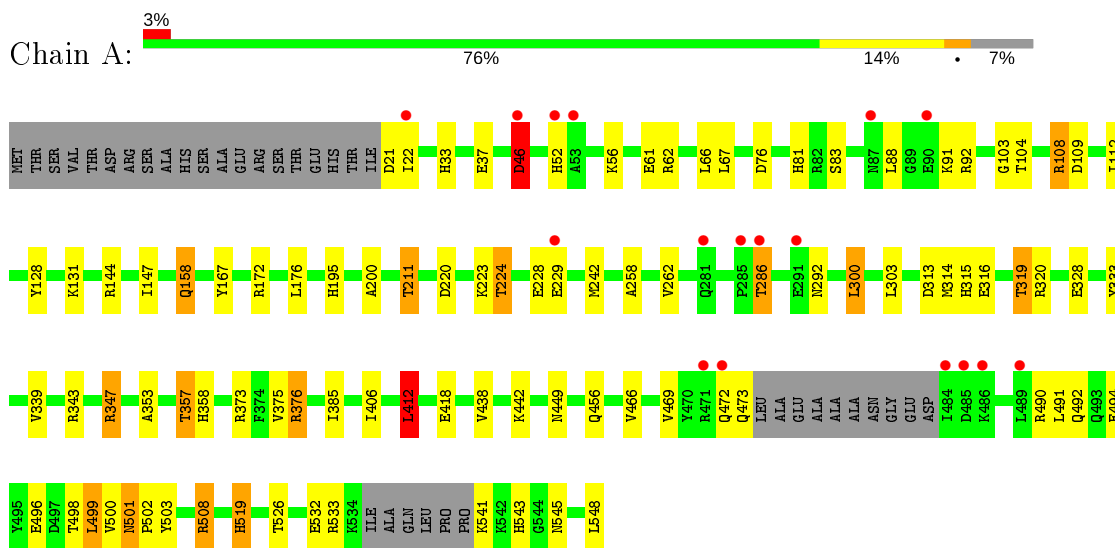 3%
Chain A:
76% 14% • 7%
MET THR SER VAL THR ASP ARG SER ALA HIS SER ALA GLU ARG SER THR GLU HIS THR ILE D21 I22 H33 E37 D46 H52 A53 K56 E61 R62 L66 L67 D76 H81 R82 S83 N87 L88 G89 E90 K91 R92 G103 T104 R108 D109
Y128 K131 R144 I147 Q158 Y167 R172 L176 H195 A200 T211 D220 K223 T224 E228 E229 M242 A258 V262 Q281 P285 T286 E291 N292 L300 L303 D313 M314 H315 E316 T319 R320 E328
V339 R343 R347 A353 T357 H358 R373 F374 V375 R376 I385 I406 L412 E418 V438 K442 N449 Q456 V466 V469 Y470 R471 Q472 Q473 LEU ALA GLU ALA ALA ALA ASN GLY GLU ASP I484 D485 K486 L489 R490 L491 Q492 Q493
Y495 E496 D497 T498 L499 V500 N501 P502 Y503 R508 H519 T526 E532 R533 K534 ILE ALA GLN LEU PRO PRO K541 K542 H543 G544 N545 L548